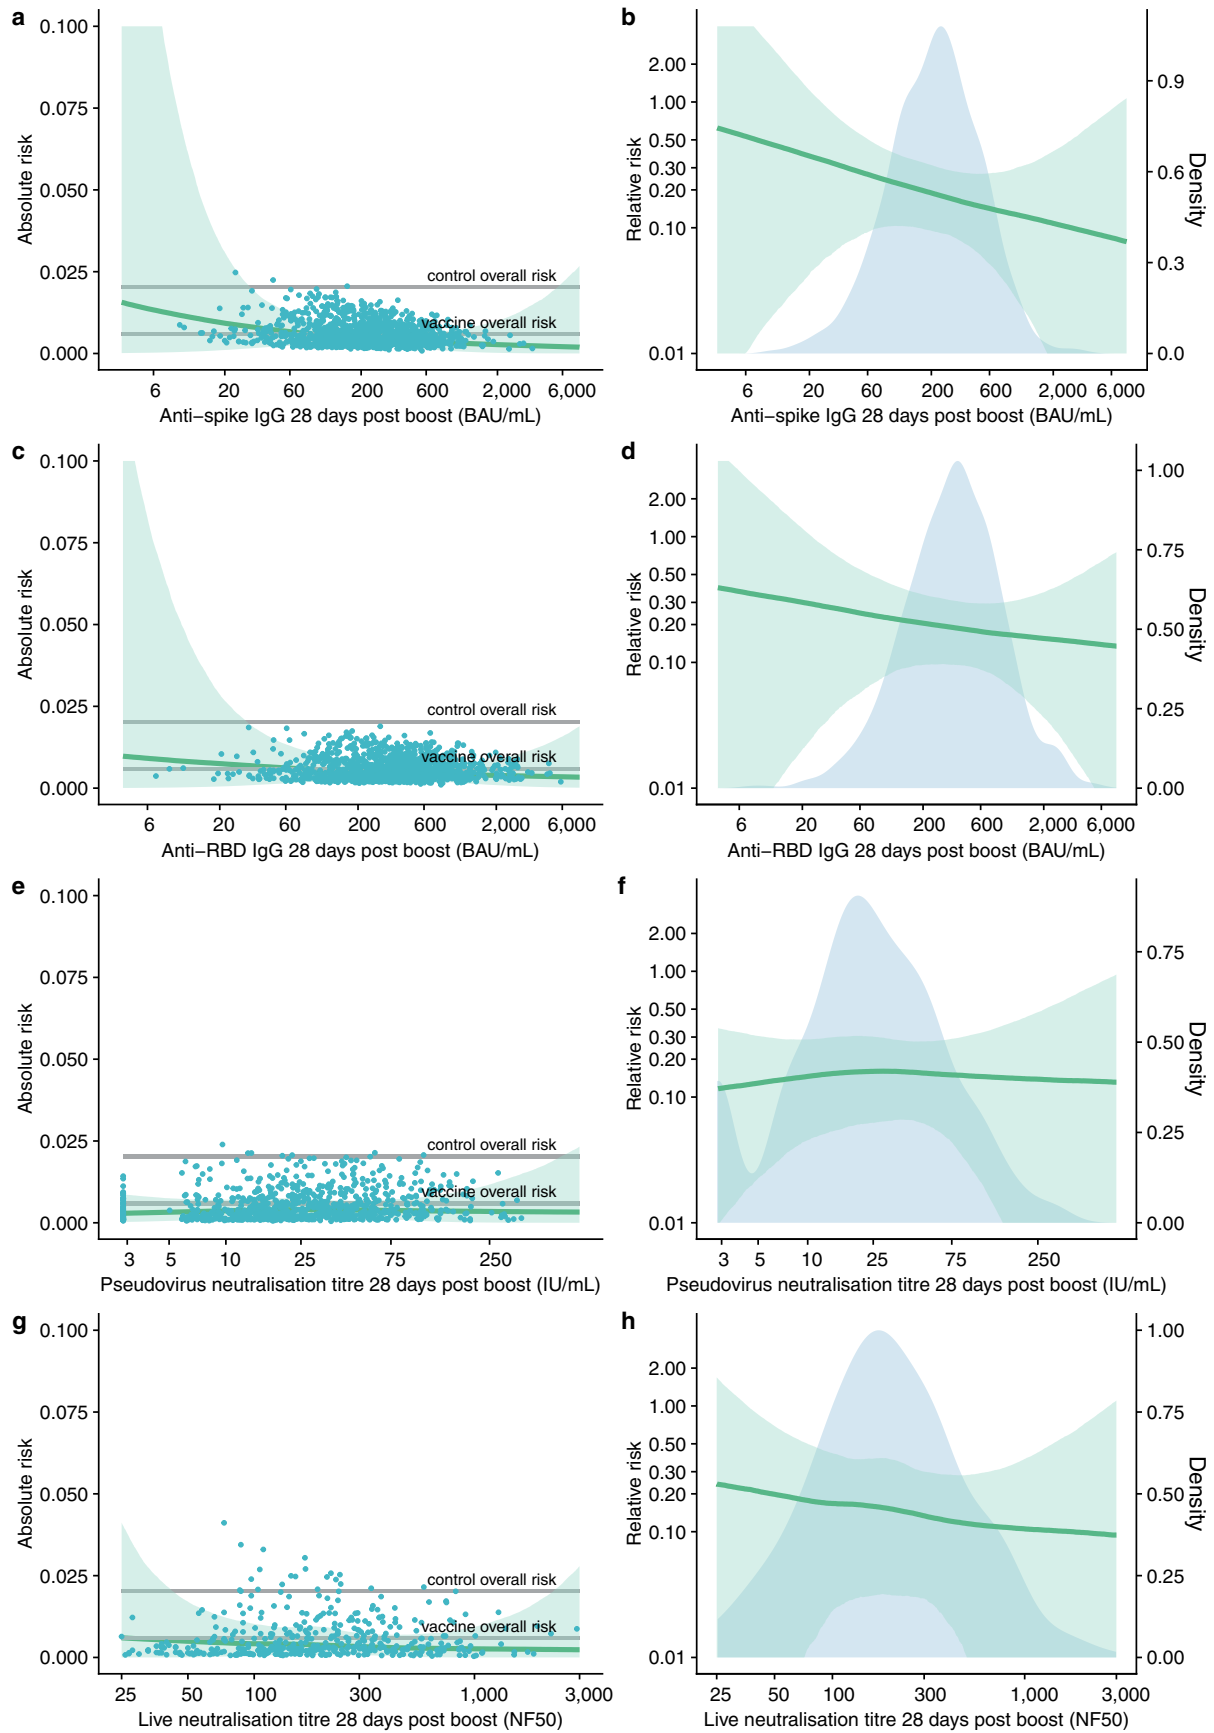 a
0.100
0.075
0.050
0.025
0.000
Absolute risk
control overall risk
vaccine overall risk
6 20 60 200 600 2,000 6,000
Anti−spike IgG 28 days post boost (BAU/mL)
b
2.00
1.00
0.50
0.30
0.20
0.10
0.01
Relative risk
0.9
0.6
0.3
0.0
Density
6 20 60 200 600 2,000 6,000
Anti−spike IgG 28 days post boost (BAU/mL)
c
0.100
0.075
0.050
0.025
0.000
Absolute risk
control overall risk
vaccine overall risk
6 20 60 200 600 2,000 6,000
Anti−RBD IgG 28 days post boost (BAU/mL)
d
2.00
1.00
0.50
0.30
0.20
0.10
0.01
Relative risk
1.00
0.75
0.50
0.25
0.00
Density
6 20 60 200 600 2,000 6,000
Anti−RBD IgG 28 days post boost (BAU/mL)
e
0.100
0.075
0.050
0.025
0.000
Absolute risk
control overall risk
vaccine overall risk
3 5 10 25 75 250
Pseudovirus neutralisation titre 28 days post boost (IU/mL)
f
2.00
1.00
0.50
0.30
0.20
0.10
0.01
Relative risk
0.75
0.50
0.25
0.00
Density
3 5 10 25 75 250
Pseudovirus neutralisation titre 28 days post boost (IU/mL)
g
0.100
0.075
0.050
0.025
0.000
Absolute risk
control overall risk
vaccine overall risk
25 50 100 300 1,000 3,000
Live neutralisation titre 28 days post boost (NF50)
h
2.00
1.00
0.50
0.30
0.20
0.10
0.01
Relative risk
1.00
0.75
0.50
0.25
0.00
Density
25 50 100 300 1,000 3,000
Live neutralisation titre 28 days post boost (NF50)